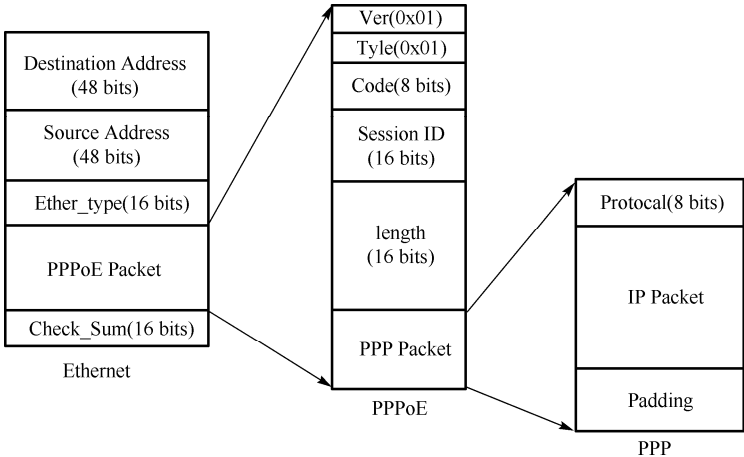 Destination Address
(48 bits)
Source Address
(48 bits)
Ether_type(16 bits)
PPPoE Packet
Check_Sum(16 bits)
Ethernet
Ver(0x01)
Tyle(0x01)
Code(8 bits)
Session ID
(16 bits)
length
(16 bits)
PPP Packet
PPPoE
Protocal(8 bits)
IP Packet
Padding
PPP